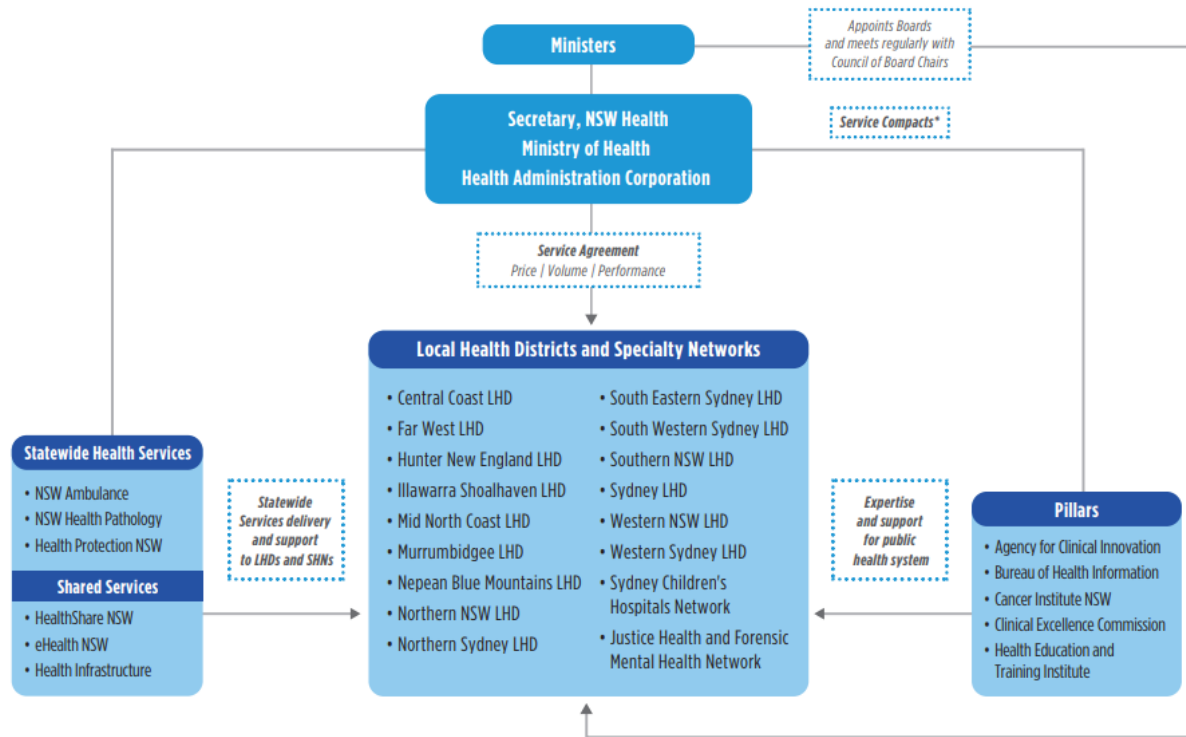 Ministers
Appoints Boards
and meets regularly with
Council of Board Chairs
Secretary, NSW Health
Ministry of Health
Health Administration Corporation
Service Compacts*
Service Agreement
Price | Volume | Performance
Local Health Districts and Specialty Networks
• Central Coast LHD
• Far West LHD
• Hunter New England LHD
• Illawarra Shoalhaven LHD
• Mid North Coast LHD
• Murrumbidgee LHD
• Nepean Blue Mountains LHD
• Northern NSW LHD
• Northern Sydney LHD
• South Eastern Sydney LHD
• South Western Sydney LHD
• Southern NSW LHD
• Sydney LHD
• Western NSW LHD
• Western Sydney LHD
• Sydney Children's
Hospitals Network
• Justice Health and Forensic
Mental Health Network
Statewide Health Services
• NSW Ambulance
• NSW Health Pathology
• Health Protection NSW
Shared Services
• HealthShare NSW
• eHealth NSW
• Health Infrastructure
Statewide
Services delivery
and support
to LHDs and SHNs
Expertise
and support
for public
health system
Pillars
• Agency for Clinical Innovation
• Bureau of Health Information
• Cancer Institute NSW
• Clinical Excellence Commission
• Health Education and
Training Institute